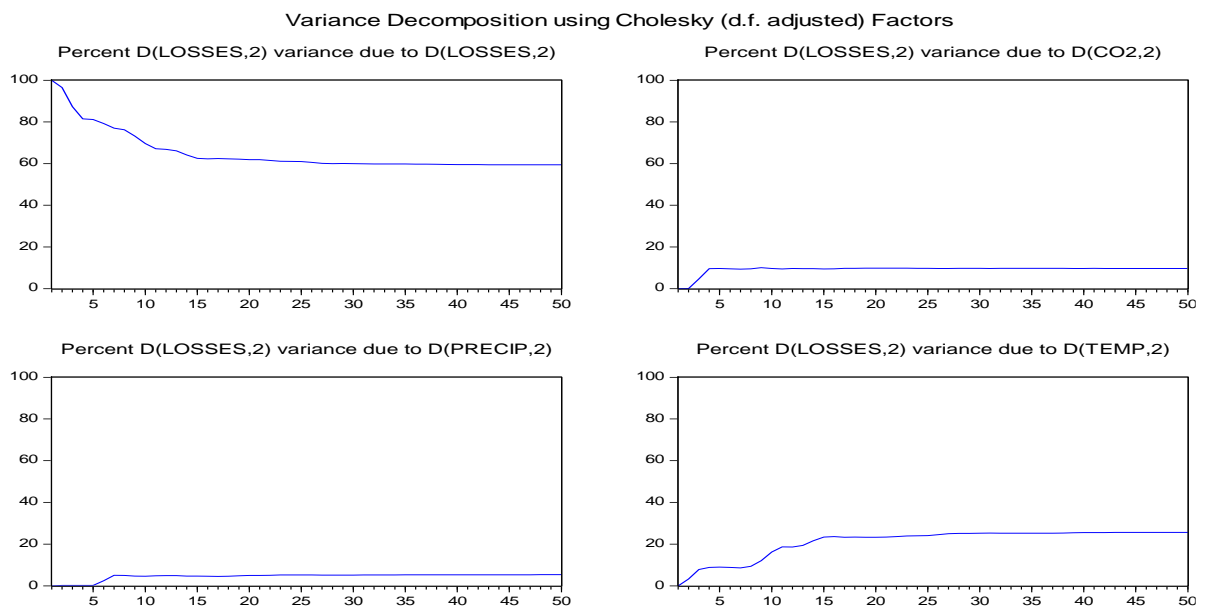 Variance Decomposition using Cholesky (d.f. adjusted) Factors
Percent D(LOSSES,2) variance due to D(LOSSES,2)
100
80
60
40
20
0
5 10 15 20 25 30 35 40 45 50
Percent D(LOSSES,2) variance due to D(CO2,2)
100
80
60
40
20
0
5 10 15 20 25 30 35 40 45 50
Percent D(LOSSES,2) variance due to D(PRECIP,2)
100
80
60
40
20
0
5 10 15 20 25 30 35 40 45 50
Percent D(LOSSES,2) variance due to D(TEMP,2)
100
80
60
40
20
0
5 10 15 20 25 30 35 40 45 50